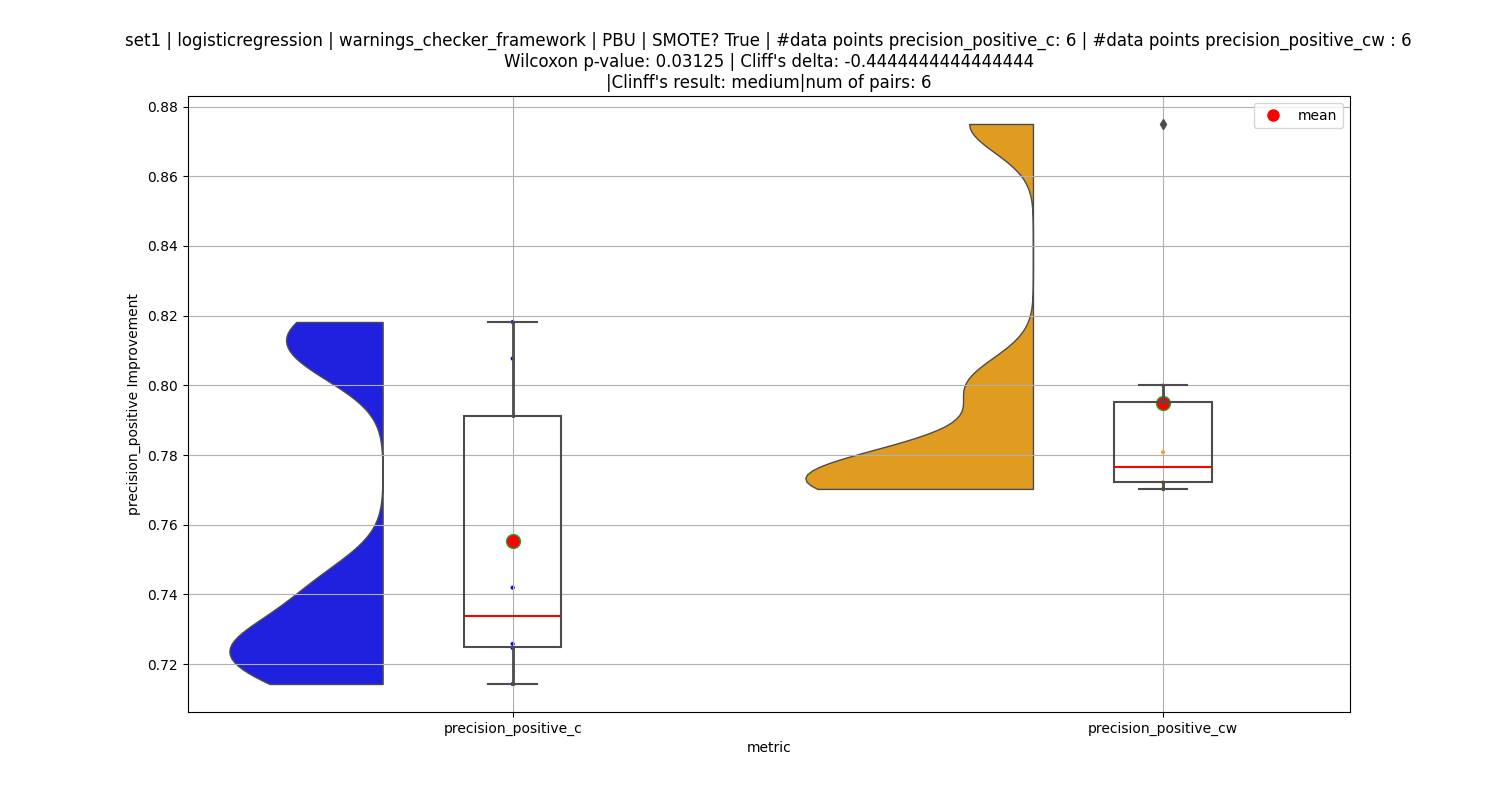 set1 | logisticregression | warnings_checker_framework | PBU | SMOTE? True | #data points precision_positive_c: 6 | #data points precision_positive_cw : 6
Wilcoxon p-value: 0.03125 | Cliff's delta: -0.4444444444444444
|Clinff's result: medium|num of pairs: 6
mean
0.88
0.86
0.84
0.82
0.80
0.78
0.76
0.74
0.72
precision_positive Improvement
precision_positive_c
precision_positive_cw
metric